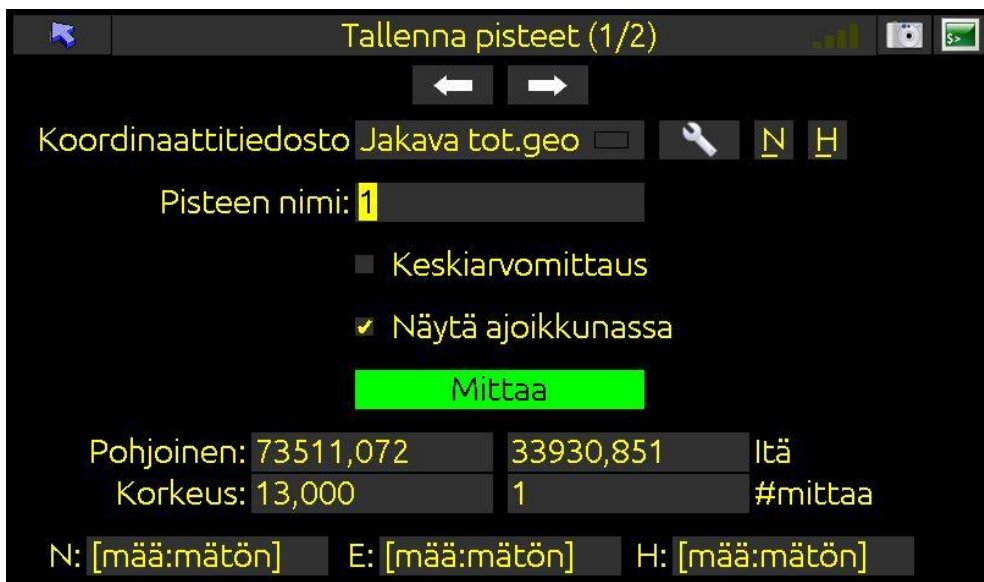 Tallenna pisteet (1/2)
$>
Koordinaattitiedosto Jakava tot.geo N H
Pisteen nimi: 1
Keskiarvomittaus
Näytä ajoikkunassa
Mittaa
Pohjoinen: 73511,072 33930,851 Itä
Korkeus: 13,000 1 #mittaa
N: [mää:mätön] E: [mää:mätön] H: [mää:mätön]